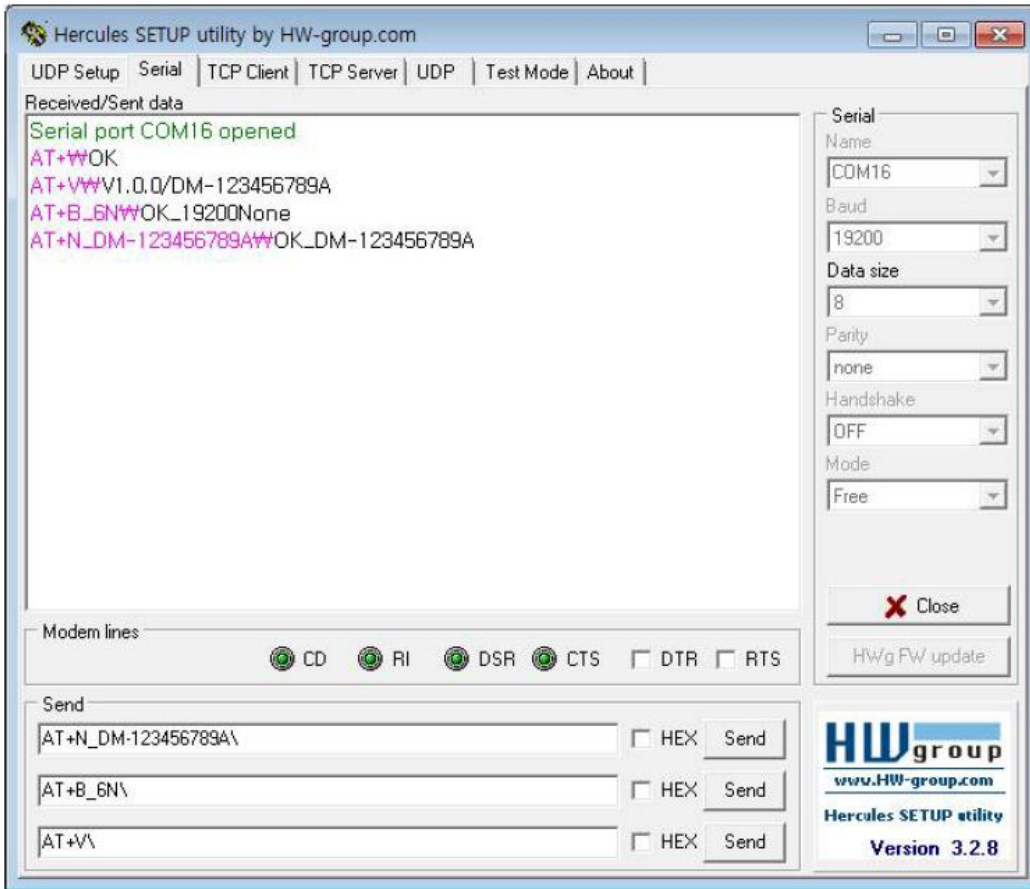 Hercules SETUP utility by HW-group.com
UDP Setup Serial TCP Client TCP Server UDP Test Mode About
Received/Sent data
Serial port COM16 opened
AT+₩OK
AT+V₩V1.0.0/DM-123456789A
AT+B_6N₩OK_19200None
AT+N_DM-123456789A₩OK_DM-123456789A
Serial
Name
COM16
Baud
19200
Data size
8
Parity
none
Handshake
OFF
Mode
Free
Close
HWg FW update
Modem lines
CD RI DSR CTS DTR RTS
Send
AT+N_DM-123456789A\ HEX Send
AT+B_6N\ HEX Send
AT+V\ HEX Send
HWgroup
www.HW-group.com
Hercules SETUP utility
Version 3.2.8